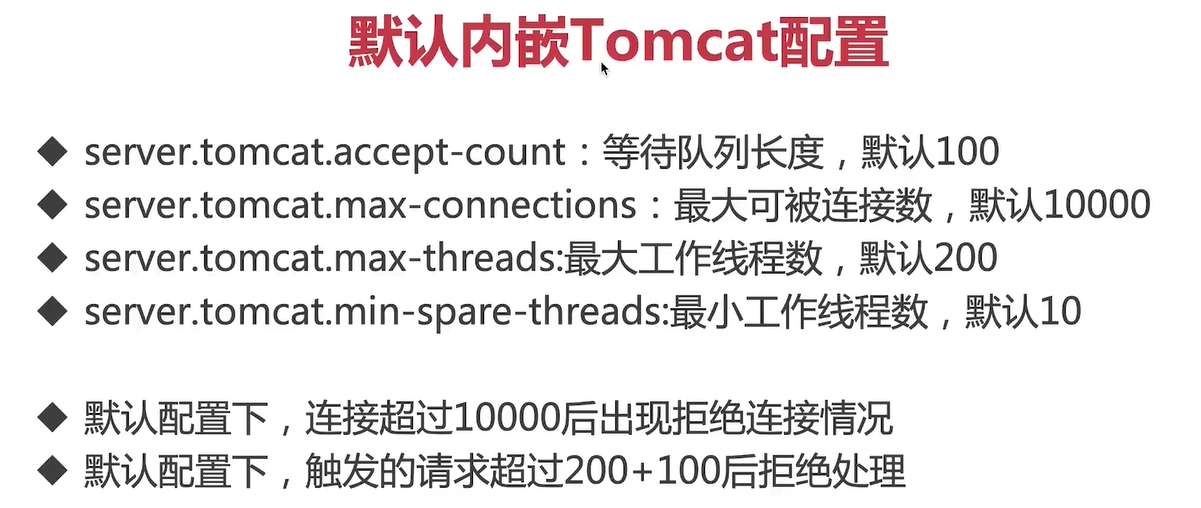 默认内嵌Tomcat配置
◆ server.tomcat.accept-count：等待队列长度，默认100
◆ server.tomcat.max-connections：最大可被连接数，默认10000
◆ server.tomcat.max-threads:最大工作线程数，默认200
◆ server.tomcat.min-spare-threads:最小工作线程数，默认10
◆ 默认配置下，连接超过10000后出现拒绝连接情况
◆ 默认配置下，触发的请求超过200+100后拒绝处理